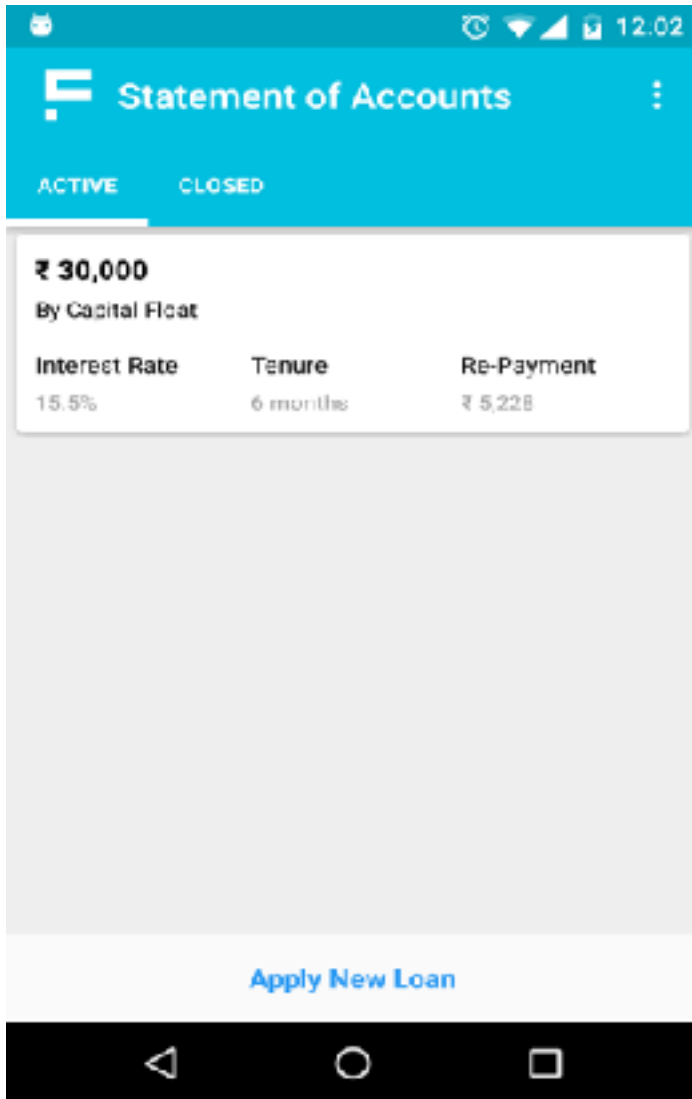 12:02
Statement of Accounts
ACTIVE CLOSED
₹ 30,000
By Capital Float
Interest Rate Tenure Re-Payment
15.5% 6 months ₹ 5,228
Apply New Loan